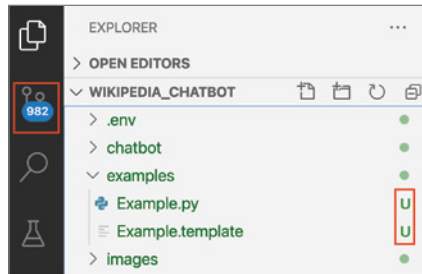 EXPLORER
OPEN EDITORS
WIKIPEDIA_CHATBOT
982
.env
chatbot
examples
Example.py U
Example.template U
images